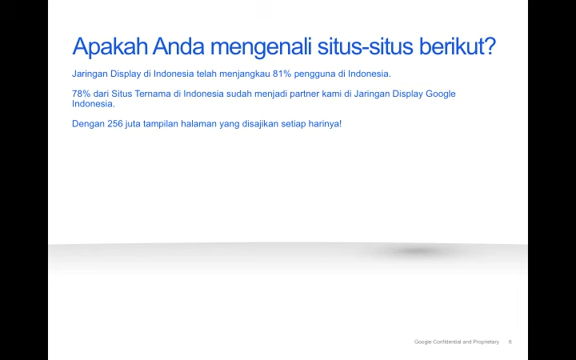 Apakah Anda mengenali situs-situs berikut?
Jaringan Display di Indonesia telah menjangkau 81% pengguna di Indonesia.
78% dari Situs Ternama di Indonesia sudah menjadi partner kami di Jaringan Display Google
Indonesia.
Dengan 256 juta tampilan halaman yang disajikan setiap harinya!
Google Confidential and Proprietary